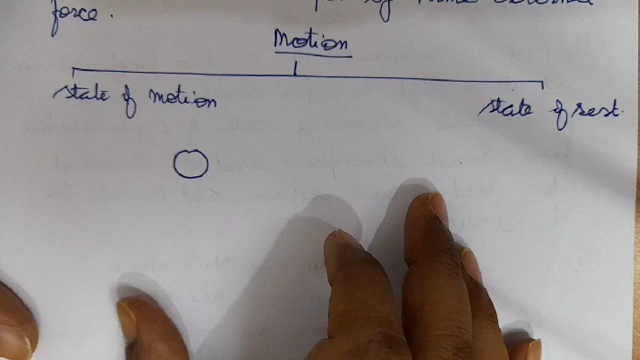 force.
Motion
state of motion
state of rest.